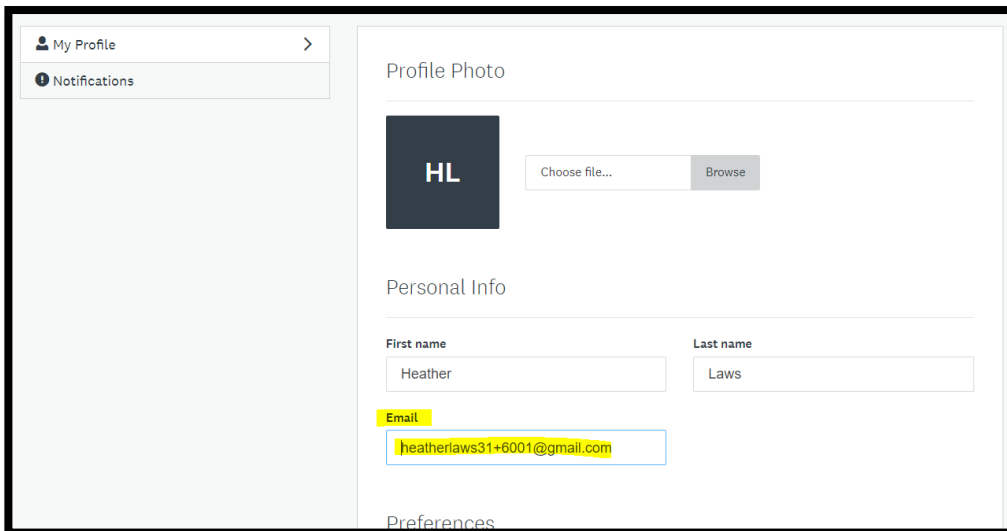 My Profile
Notifications
Profile Photo
HL
Choose file...
Browse
Personal Info
First name
Last name
Heather
Laws
Email
heatherlaws31+6001@gmail.com
Preferences